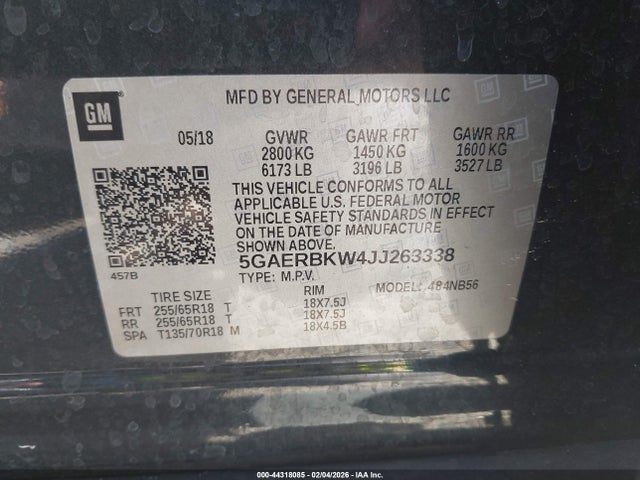 GM
MFD BY GENERAL MOTORS LLC
05/18 GVWR GAWR FRT GAWR RR
2800 KG 1450 KG 1600 KG
6173 LB 3196 LB 3527 LB
THIS VEHICLE CONFORMS TO ALL
APPLICABLE U.S. FEDERAL MOTOR
VEHICLE SAFETY STANDARDS IN EFFECT
ON THE DATE OF MANUFACTURE
SHOWN ABOVE.
457B
5GAERBKW4JJ263338
TYPE: M.P.V. MODEL: 484NB56
TIRE SIZE RIM
FRT 255/65R18 T 18X7.5J
RR 255/65R18 T 18X7.5J
SPA T135/70R18 M 18X4.5B
000-44318085 - 02/04/2026 - IAA Inc.